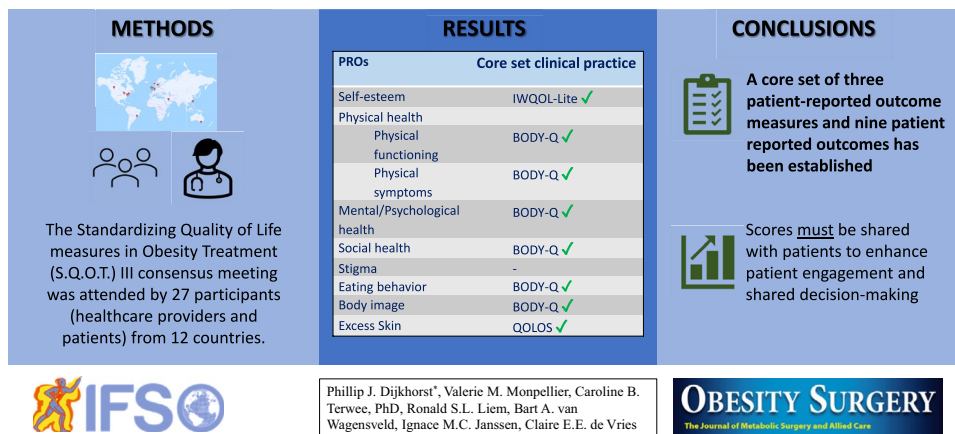 METHODS
The Standardizing Quality of Life
measures in Obesity Treatment
(S.Q.O.T.) III consensus meeting
was attended by 27 participants
(healthcare providers and
patients) from 12 countries.
RESULTS
PROs Core set clinical practice
Self-esteem IWQOL-Lite ✓
Physical health
Physical
functioning BODY-Q ✓
Physical
symptoms BODY-Q ✓
Mental/Psychological
health BODY-Q ✓
Social health BODY-Q ✓
Stigma -
Eating behavior BODY-Q ✓
Body image BODY-Q ✓
Excess Skin QOLOS ✓
CONCLUSIONS
A core set of three
patient-reported outcome
measures and nine patient
reported outcomes has
been established
Scores must be shared
with patients to enhance
patient engagement and
shared decision-making
IFSO
Phillip J. Dijkhorst*, Valerie M. Monpellier, Caroline B.
Terwee, PhD, Ronald S.L. Liem, Bart A. van
Wagensveld, Ignace M.C. Janssen, Claire E.E. de Vries
OBESITY SURGERY
The Journal of Metabolic Surgery and Allied Care